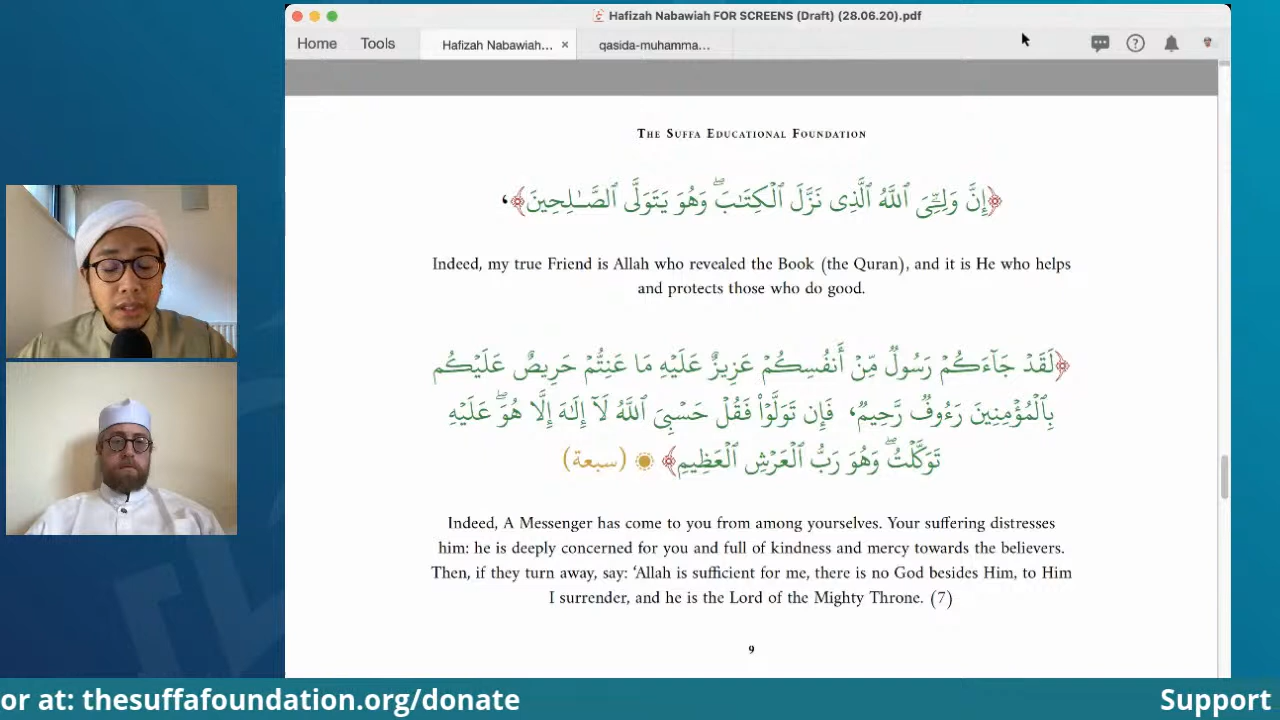 Hafizah Nabawiah FOR SCREENS (Draft) (28.06.20).pdf
Home Tools Hafizah Nabawiah... × qasida-muhamma...
THE SUFFA EDUCATIONAL FOUNDATION
﴿إِنَّ وَلِـِّۧىَ ٱللَّهُ ٱلَّذِى نَزَّلَ ٱلْكِتَـٰبَ ۖ وَهُوَ يَتَوَلَّى ٱلصَّـٰلِحِينَ﴾،
Indeed, my true Friend is Allah who revealed the Book (the Quran), and it is He who helps
and protects those who do good.
﴿لَقَدْ جَآءَكُمْ رَسُولٌ مِّنْ أَنفُسِكُمْ عَزِيزٌ عَلَيْهِ مَا عَنِتُّمْ حَرِيصٌ عَلَيْكُم
بِٱلْمُؤْمِنِينَ رَءُوفٌ رَّحِيمٌ، فَإِن تَوَلَّوْا۟ فَقُلْ حَسْبِىَ ٱللَّهُ لَآ إِلَـٰهَ إِلَّا هُوَ ۖ عَلَيْهِ
تَوَكَّلْتُ ۖ وَهُوَ رَبُّ ٱلْعَرْشِ ٱلْعَظِيمِ﴾ (سبعة)
Indeed, A Messenger has come to you from among yourselves. Your suffering distresses
him: he is deeply concerned for you and full of kindness and mercy towards the believers.
Then, if they turn away, say: ‘Allah is sufficient for me, there is no God besides Him, to Him
I surrender, and he is the Lord of the Mighty Throne. (7)
9
or at: thesuffafoundation.org/donate Support